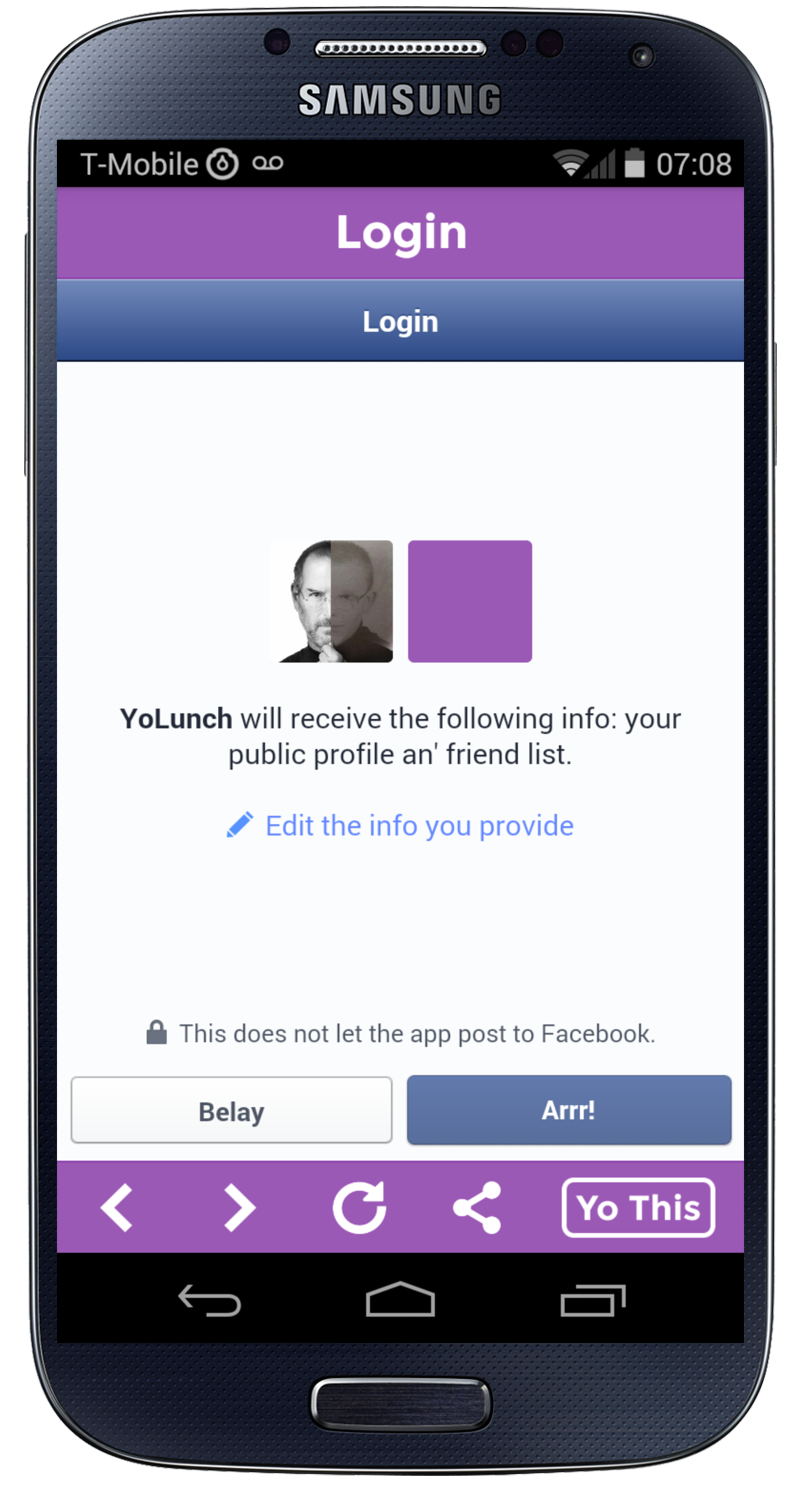 SAMSUNG
T-Mobile 07:08
Login
Login
YoLunch will receive the following info: your
public profile an' friend list.
Edit the info you provide
This does not let the app post to Facebook.
Belay Arrr!
Yo This